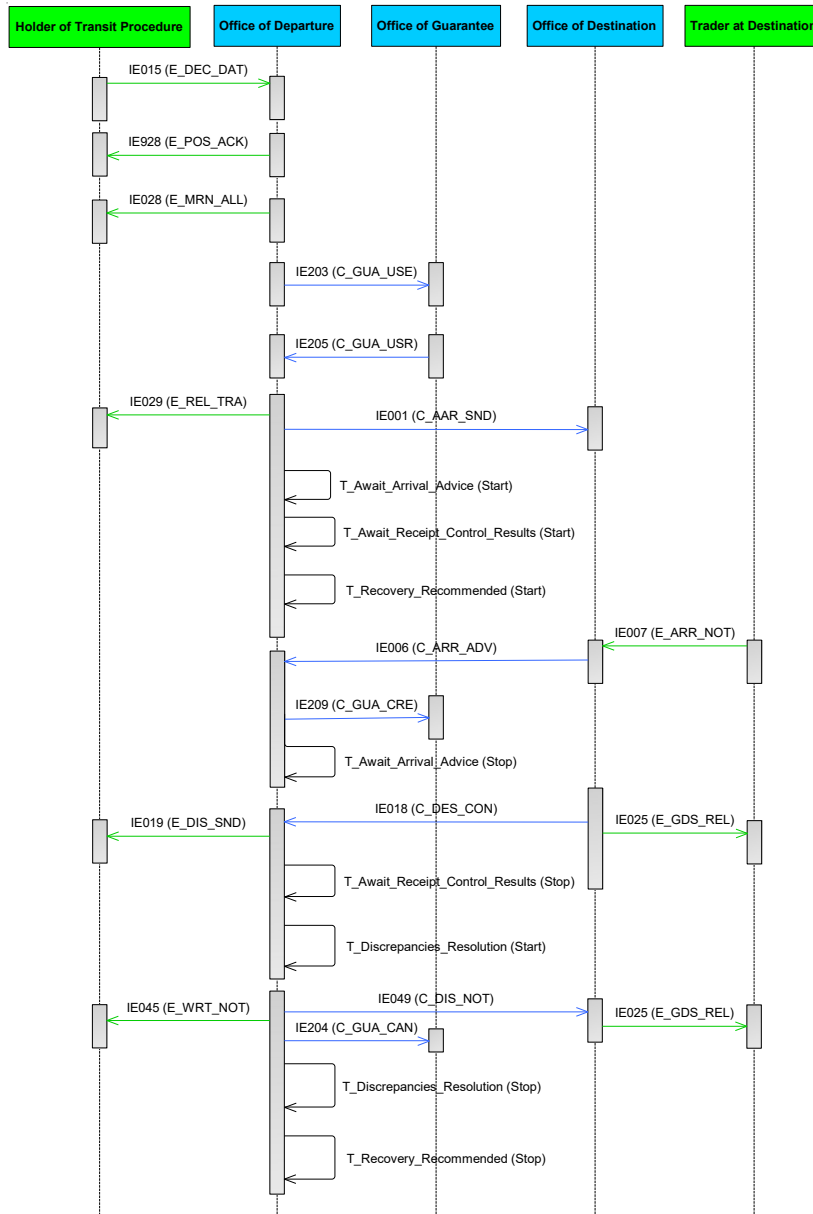 Holder of Transit Procedure
Office of Departure
Office of Guarantee
Office of Destination
Trader at Destination
IE015 (E_DEC_DAT)
IE928 (E_POS_ACK)
IE028 (E_MRN_ALL)
IE203 (C_GUA_USE)
IE205 (C_GUA_USR)
IE029 (E_REL_TRA)
IE001 (C_AAR_SND)
T_Await_Arrival_Advice (Start)
T_Await_Receipt_Control_Results (Start)
T_Recovery_Recommended (Start)
IE007 (E_ARR_NOT)
IE006 (C_ARR_ADV)
IE209 (C_GUA_CRE)
T_Await_Arrival_Advice (Stop)
IE018 (C_DES_CON)
IE019 (E_DIS_SND)
IE025 (E_GDS_REL)
T_Await_Receipt_Control_Results (Stop)
T_Discrepancies_Resolution (Start)
IE045 (E_WRT_NOT)
IE049 (C_DIS_NOT)
IE025 (E_GDS_REL)
IE204 (C_GUA_CAN)
T_Discrepancies_Resolution (Stop)
T_Recovery_Recommended (Stop)